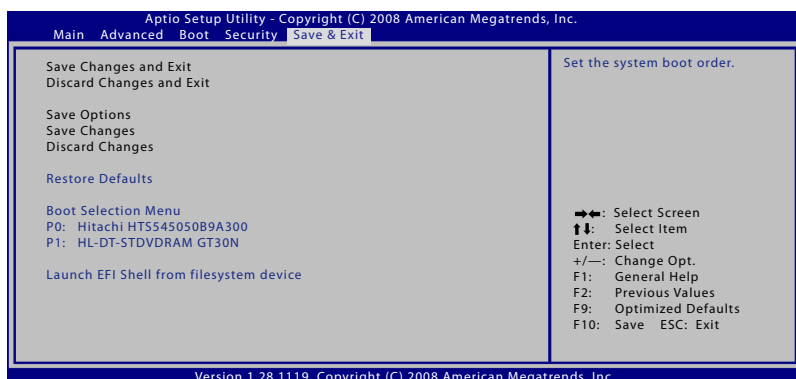 Aptio Setup Utility - Copyright (C) 2008 American Megatrends, Inc.
Main Advanced Boot Security Save & Exit
Save Changes and Exit
Discard Changes and Exit
Save Options
Save Changes
Discard Changes
Restore Defaults
Boot Selection Menu
P0: Hitachi HTS545050B9A300
P1: HL-DT-STDVDRAM GT30N
Launch EFI Shell from filesystem device
Set the system boot order.
➡⬅: Select Screen
⬆⬇: Select Item
Enter: Select
+/—: Change Opt.
F1: General Help
F2: Previous Values
F9: Optimized Defaults
F10: Save ESC: Exit
Version 1.28.1119. Copyright (C) 2008 American Megatrends, Inc.